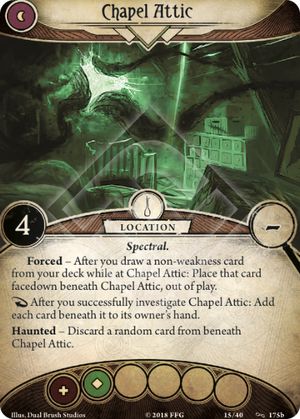 Chapel Attic
4
LOCATION
–
Spectral.
Forced – After you draw a non-weakness card
from your deck while at Chapel Attic: Place that card
facedown beneath Chapel Attic, out of play.
After you successfully investigate Chapel Attic: Add
each card beneath it to its owner's hand.
Haunted – Discard a random card from beneath
Chapel Attic.
Illus. Dual Brush Studios © 2018 FFG 15/40 175b